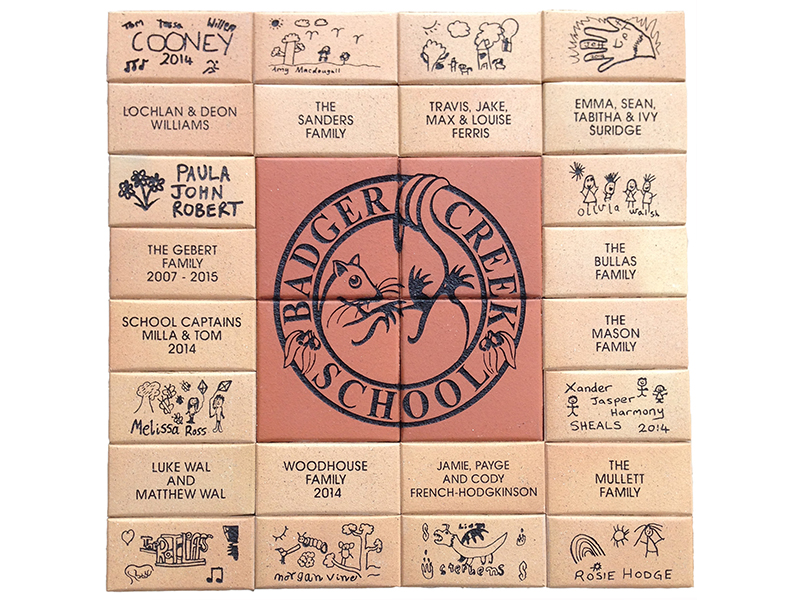 Tom Tessa Willem
COONEY
2014
Amy Macdougall
LOCHLAN & DEON
WILLIAMS
THE
SANDERS
FAMILY
TRAVIS, JAKE,
MAX & LOUISE
FERRIS
EMMA, SEAN,
TABITHA & IVY
SURIDGE
PAULA
JOHN
ROBERT
BADGER CREEK
SCHOOL
Olivia Walsh
THE GEBERT
FAMILY
2007 - 2015
THE
BULLAS
FAMILY
SCHOOL CAPTAINS
MILLA & TOM
2014
THE
MASON
FAMILY
Melissa Ross
Xander
Jasper
Harmony
SHEALS 2014
LUKE WAL
AND
MATTHEW WAL
WOODHOUSE
FAMILY
2014
JAMIE, PAYGE
AND CODY
FRENCH-HODGKINSON
THE
MULLETT
FAMILY
The
morgan vine
stephens
ROSIE HODGE